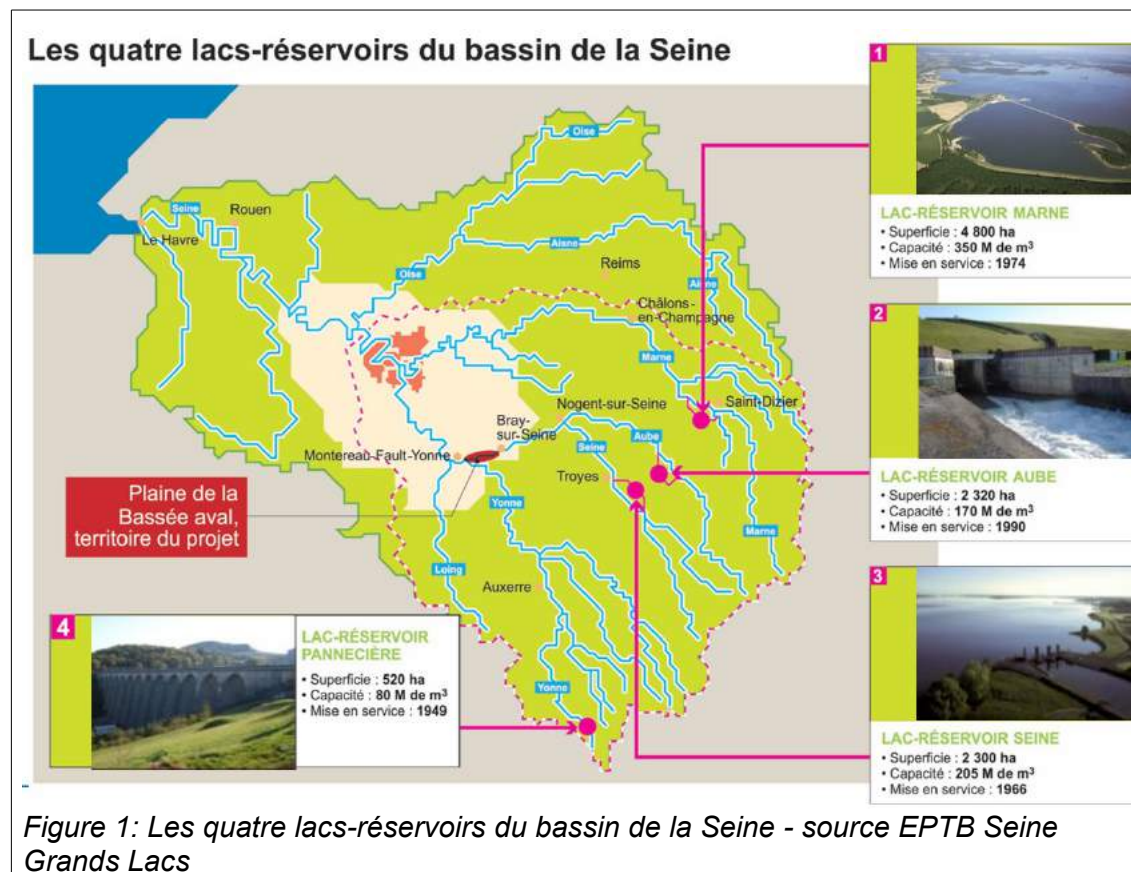 Les quatre lacs-réservoirs du bassin de la Seine
1
LAC-RÉSERVOIR MARNE
• Superficie : 4 800 ha
• Capacité : 350 M de m³
• Mise en service : 1974
2
LAC-RÉSERVOIR AUBE
• Superficie : 2 320 ha
• Capacité : 170 M de m³
• Mise en service : 1990
3
LAC-RÉSERVOIR SEINE
• Superficie : 2 300 ha
• Capacité : 205 M de m³
• Mise en service : 1966
4
LAC-RÉSERVOIR
PANNECIÈRE
• Superficie : 520 ha
• Capacité : 80 M de m³
• Mise en service : 1949
Oise
Seine
Rouen
Le Havre
Aisne
Oise
Reims
Aisne
Châlons-
en-Champagne
Marne
Saint-Dizier
Nogent-sur-Seine
Bray-
sur-Seine
Seine
Aube
Montereau-Fault-Yonne
Troyes
Plaine de la
Bassée aval,
territoire du projet
Yonne
Marne
Loing
Auxerre
Yonne
Figure 1: Les quatre lacs-réservoirs du bassin de la Seine - source EPTB Seine
Grands Lacs